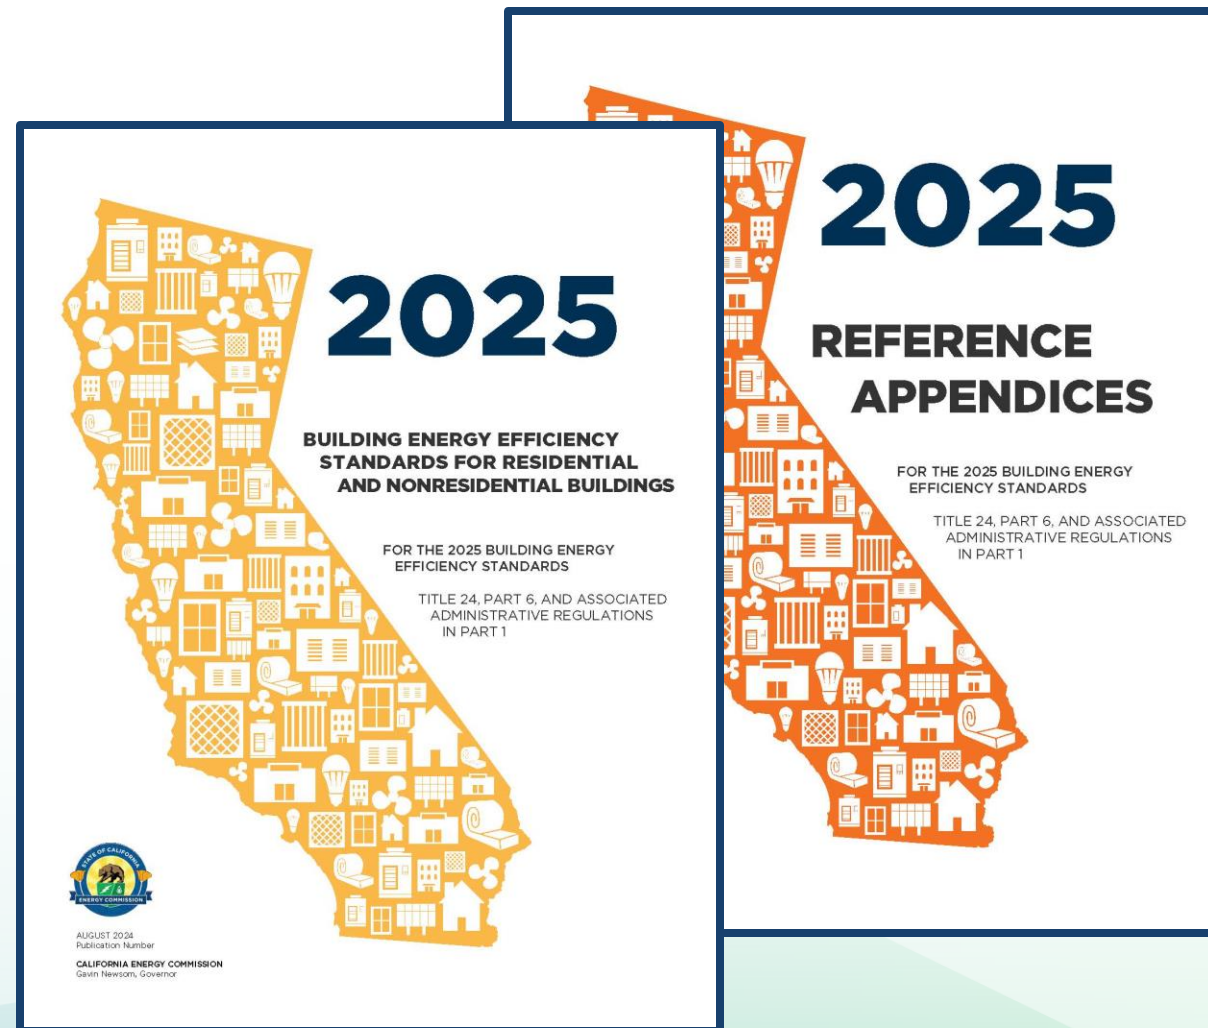 2025
BUILDING ENERGY EFFICIENCY
STANDARDS FOR RESIDENTIAL
AND NONRESIDENTIAL BUILDINGS
FOR THE 2025 BUILDING ENERGY
EFFICIENCY STANDARDS
TITLE 24, PART 6, AND ASSOCIATED
ADMINISTRATIVE REGULATIONS
IN PART 1
STATE OF CALIFORNIA
ENERGY COMMISSION
AUGUST 2024
Publication Number
CALIFORNIA ENERGY COMMISSION
Gavin Newsom, Governor
2025
REFERENCE
APPENDICES
FOR THE 2025 BUILDING ENERGY
EFFICIENCY STANDARDS
TITLE 24, PART 6, AND ASSOCIATED
ADMINISTRATIVE REGULATIONS
IN PART 1